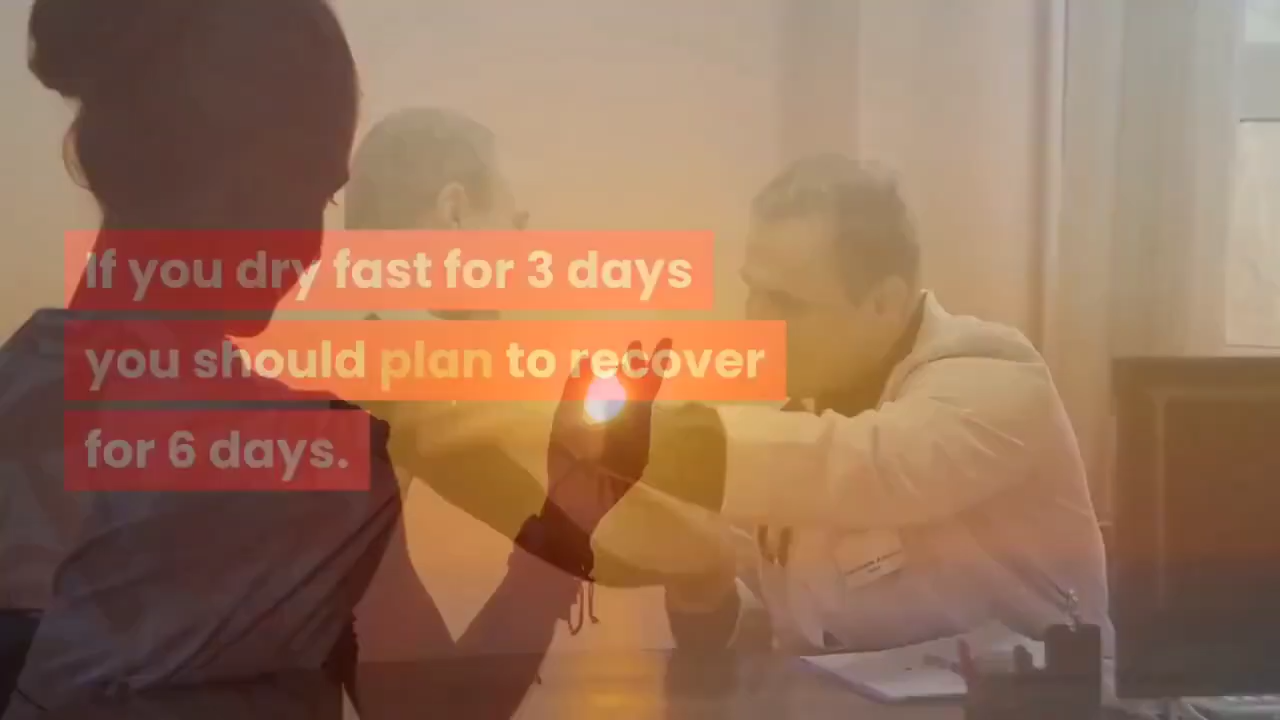 If you dry fast for 3 days
you should plan to recover
for 6 days.